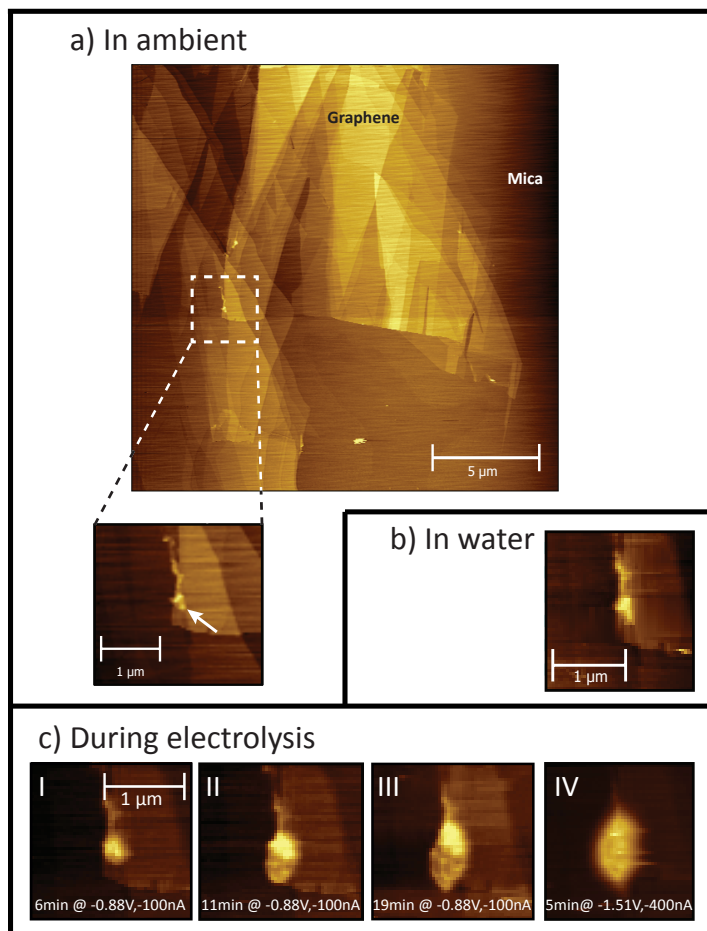 a) In ambient
Graphene
Mica
5 µm
1 µm
b) In water
1 µm
c) During electrolysis
I
1 µm
II
III
IV
6min @ -0.88V,-100nA
11min @ -0.88V,-100nA
19min @ -0.88V,-100nA
5min@ -1.51V,-400nA